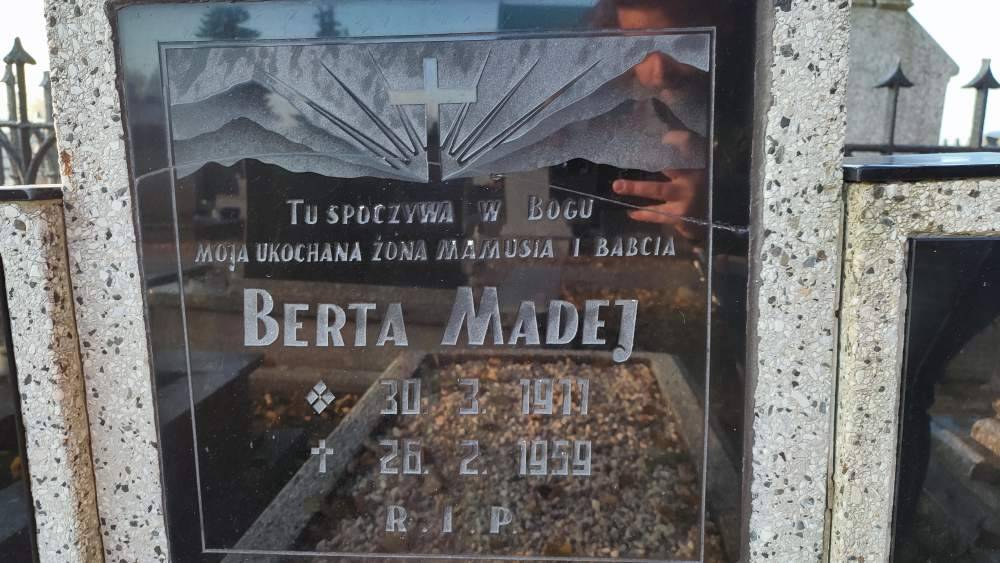 TU SPOCZYWA W BOGU
MOJA UKOCHANA ŻONA MAMUSIA I BABCIA
BERTA MADEJ
30. 3. 1911
✝ 26. 2. 1959
R. I. P.